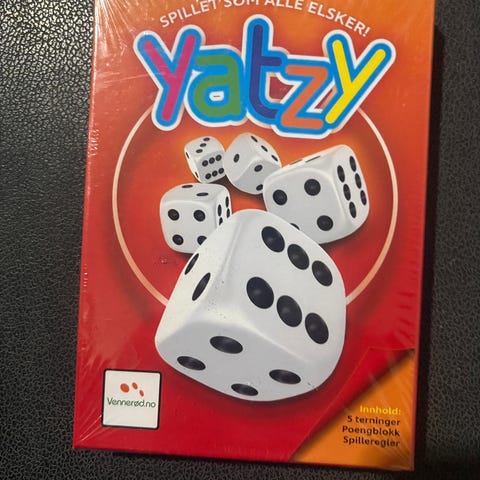 SPILLET SOM ALLE ELSKER!
Yatzy
Vennerød.no
Innhold:
5 terninger
Poengblokk
Spilleregler